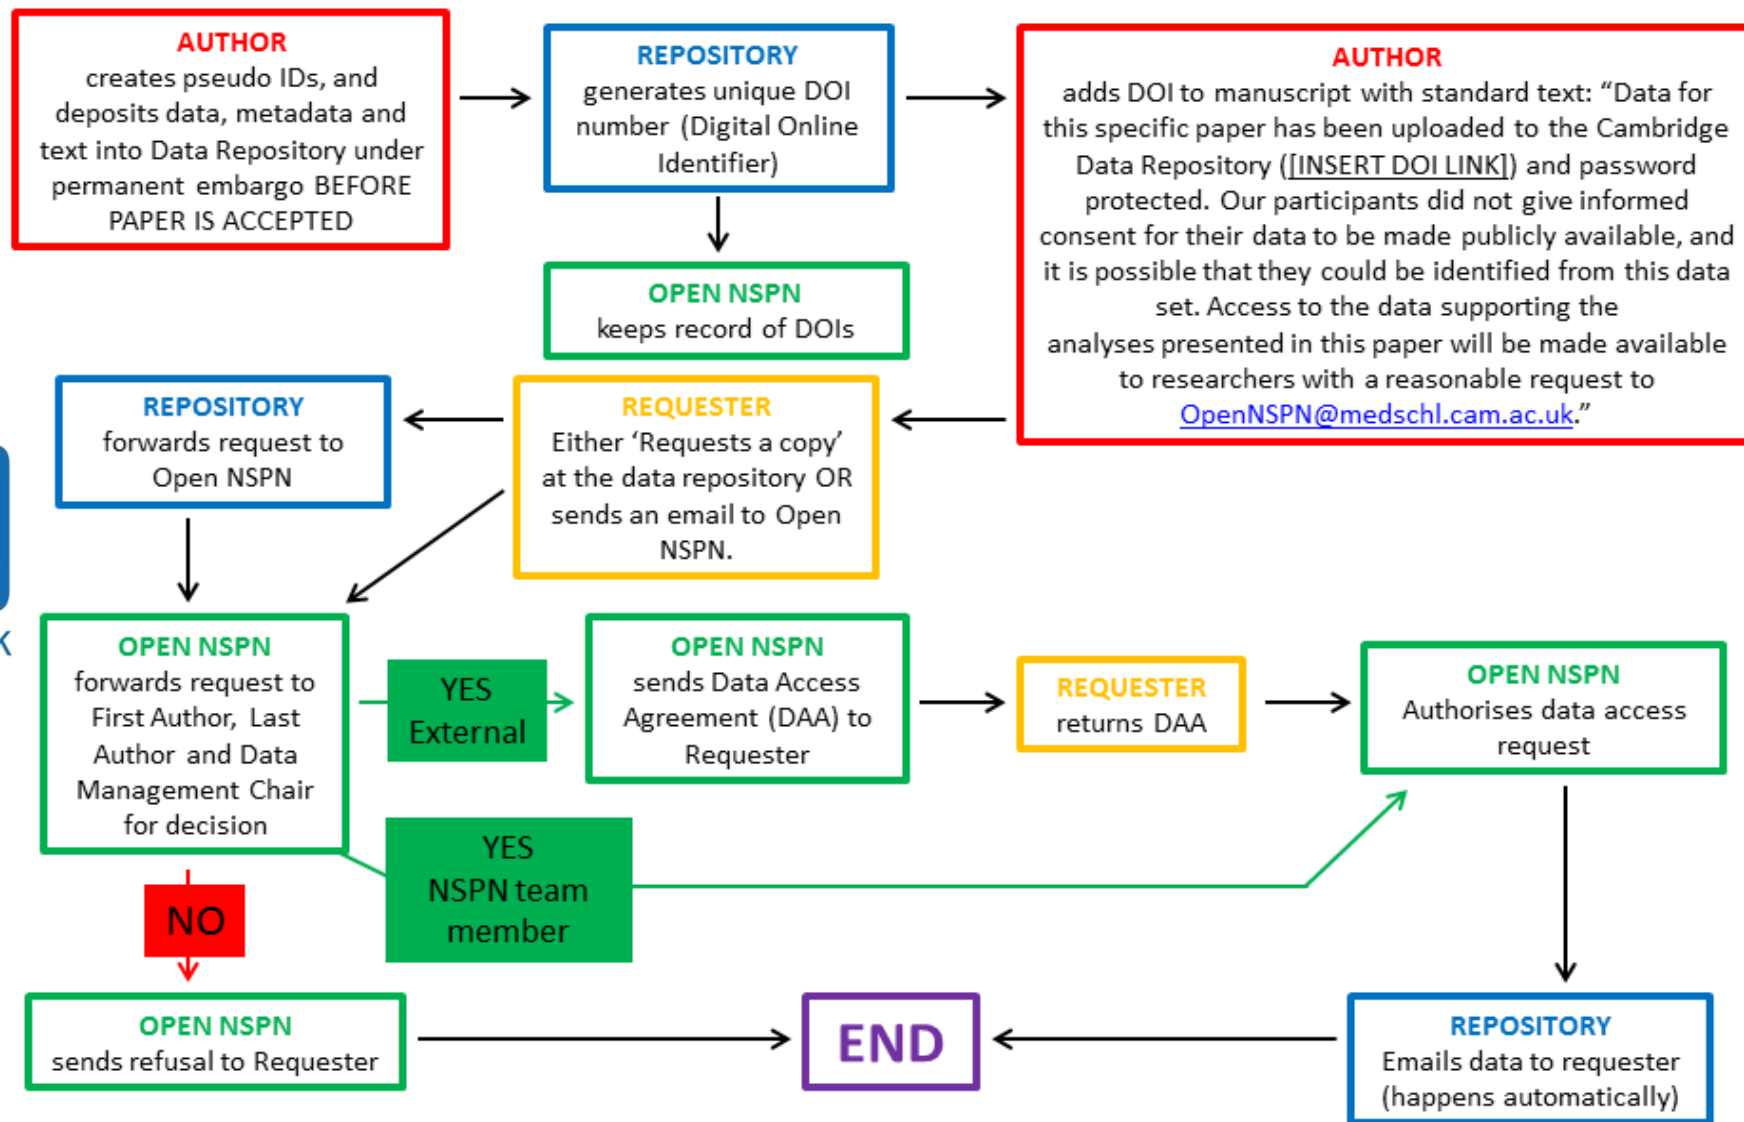 AUTHOR
creates pseudo IDs, and
deposits data, metadata and
text into Data Repository under
permanent embargo BEFORE
PAPER IS ACCEPTED
REPOSITORY
generates unique DOI
number (Digital Online
Identifier)
AUTHOR
adds DOI to manuscript with standard text: “Data for
this specific paper has been uploaded to the Cambridge
Data Repository ([INSERT DOI LINK]) and password
protected. Our participants did not give informed
consent for their data to be made publicly available, and
it is possible that they could be identified from this data
set. Access to the data supporting the
analyses presented in this paper will be made available
to researchers with a reasonable request to
OpenNSPN@medschl.cam.ac.uk.”
OPEN NSPN
keeps record of DOIs
REPOSITORY
forwards request to
Open NSPN
REQUESTER
Either ‘Requests a copy’
at the data repository OR
sends an email to Open
NSPN.
K
OPEN NSPN
forwards request to
First Author, Last
Author and Data
Management Chair
for decision
YES
External
OPEN NSPN
sends Data Access
Agreement (DAA) to
Requester
REQUESTER
returns DAA
OPEN NSPN
Authorises data access
request
YES
NSPN team
member
NO
OPEN NSPN
sends refusal to Requester
END
REPOSITORY
Emails data to requester
(happens automatically)